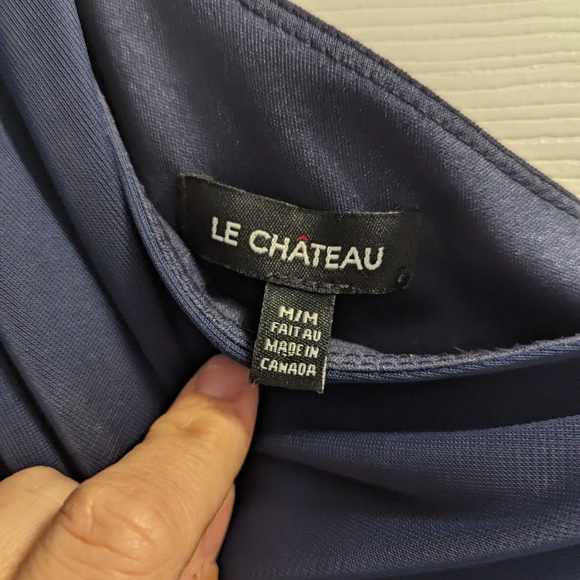 LE CHÂTEAU
M/M
FAIT AU
MADE IN
CANADA